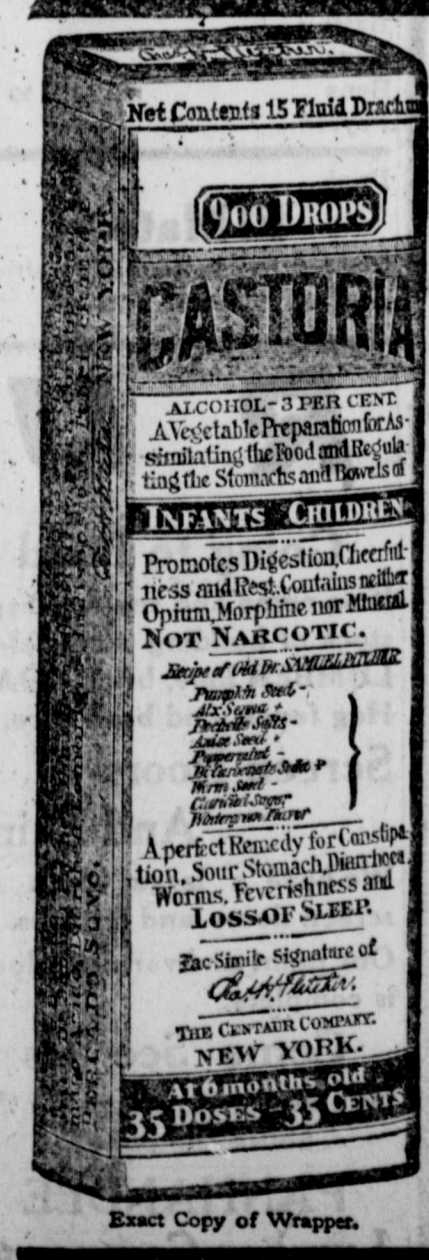 Chas. H. Fletcher.
Net Contents 15 Fluid Drachms
900 DROPS
CASTORIA
ALCOHOL-3 PER CENT.
A Vegetable Preparation for As-
similating the Food and Regula-
ting the Stomachs and Bowels of
INFANTS CHILDREN
Promotes Digestion, Cheerful-
ness and Rest. Contains neither
Opium, Morphine nor Mineral.
NOT NARCOTIC.
Recipe of Old Dr. SAMUEL PITCHER
Pumpkin Seed -
Alx. Senna +
Rochelle Salts -
Anise Seed +
Peppermint -
Bi Carbonate Soda +
Worm Seed -
Clarified Sugar
Wintergreen Flavor
A perfect Remedy for Constipa-
tion, Sour Stomach, Diarrhoea,
Worms, Feverishness and
LOSS OF SLEEP.
Fac-Simile Signature of
Chas. H. Fletcher.
THE CENTAUR COMPANY.
NEW YORK.
At 6 months old
35 DOSES - 35 CENTS
NEW YORK.
Exact Copy of Wrapper.